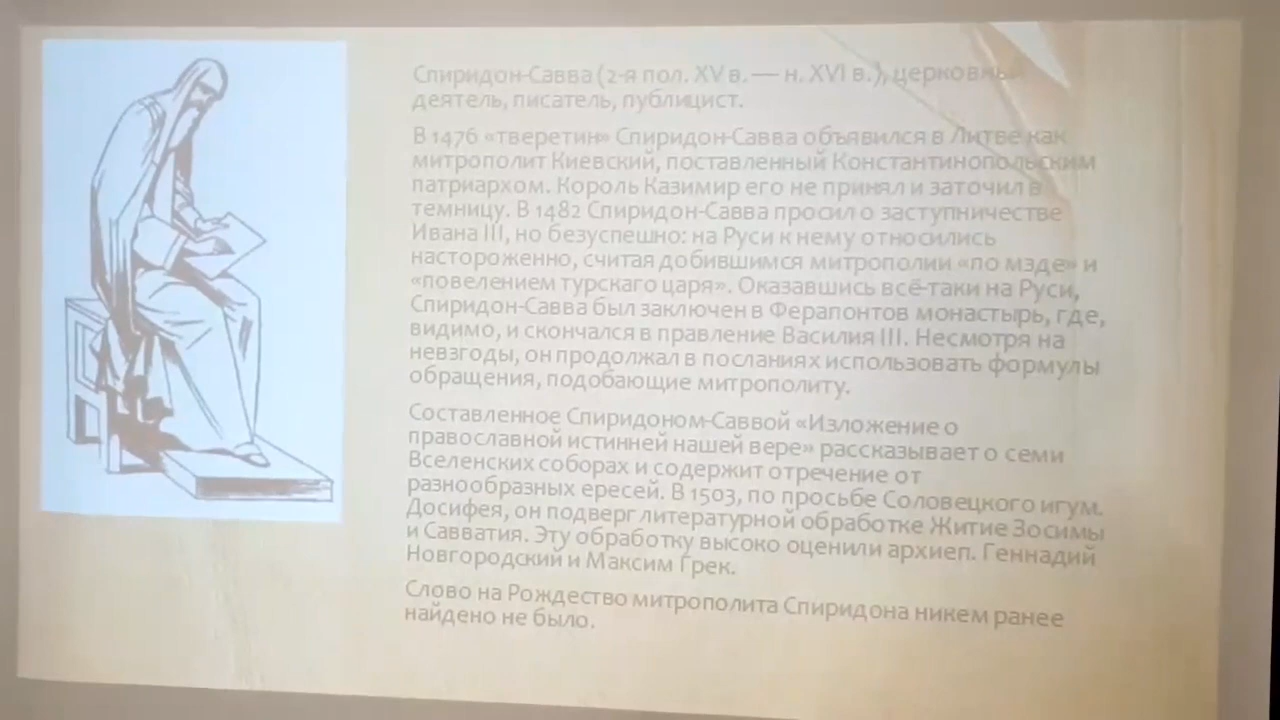 Спиридон-Савва (2-я пол. XV в. — н. XVI в.), церковный
деятель, писатель, публицист.
В 1476 «тверетин» Спиридон-Савва объявился в Литве как
митрополит Киевский, поставленный Константинопольским
патриархом. Король Казимир его не принял и заточил в
темницу. В 1482 Спиридон-Савва просил о заступничестве
Ивана III, но безуспешно: на Руси к нему относились
настороженно, считая добившимся митрополии «по мзде» и
«повелением турскаго царя». Оказавшись всё-таки на Руси,
Спиридон-Савва был заключен в Ферапонтов монастырь, где,
видимо, и скончался в правление Василия III. Несмотря на
невзгоды, он продолжал в посланиях использовать формулы
обращения, подобающие митрополиту.
Составленное Спиридоном-Саввой «Изложение о
православной истинней нашей вере» рассказывает о семи
Вселенских соборах и содержит отречение от
разнообразных ересей. В 1503, по просьбе Соловецкого игум.
Досифея, он подверг литературной обработке Житие Зосимы
и Савватия. Эту обработку высоко оценили архиеп. Геннадий
Новгородский и Максим Грек.
Слово на Рождество митрополита Спиридона никем ранее
найдено не было.